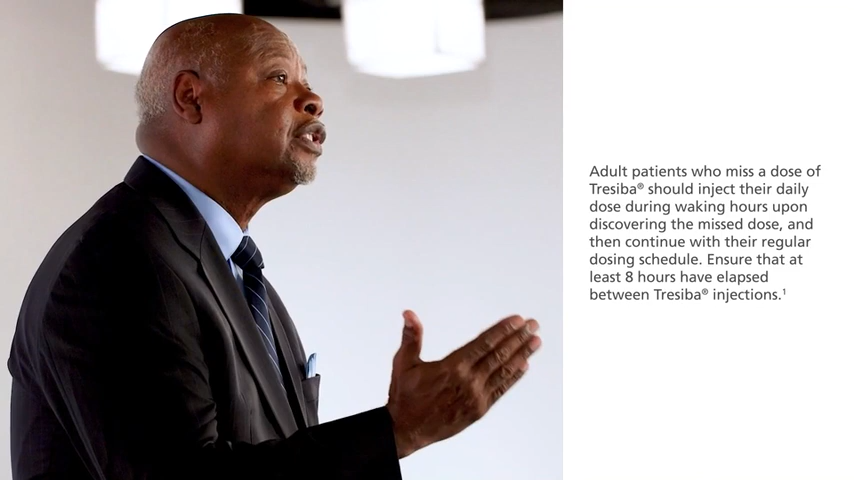 Adult patients who miss a dose of
Tresiba® should inject their daily
dose during waking hours upon
discovering the missed dose, and
then continue with their regular
dosing schedule. Ensure that at
least 8 hours have elapsed
between Tresiba® injections.¹